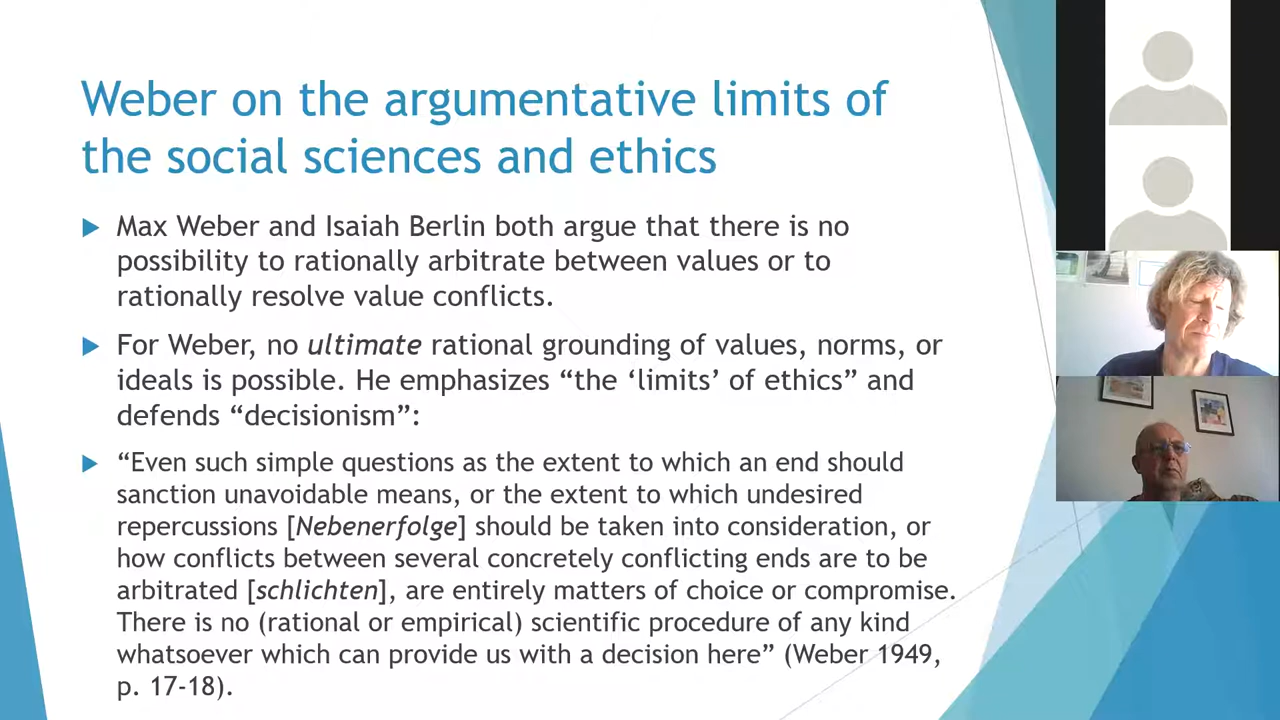 Weber on the argumentative limits of
the social sciences and ethics
Max Weber and Isaiah Berlin both argue that there is no
possibility to rationally arbitrate between values or to
rationally resolve value conflicts.
For Weber, no ultimate rational grounding of values, norms, or
ideals is possible. He emphasizes “the ‘limits’ of ethics” and
defends “decisionism”:
“Even such simple questions as the extent to which an end should
sanction unavoidable means, or the extent to which undesired
repercussions [Nebenerfolge] should be taken into consideration, or
how conflicts between several concretely conflicting ends are to be
arbitrated [schlichten], are entirely matters of choice or compromise.
There is no (rational or empirical) scientific procedure of any kind
whatsoever which can provide us with a decision here” (Weber 1949,
p. 17-18).